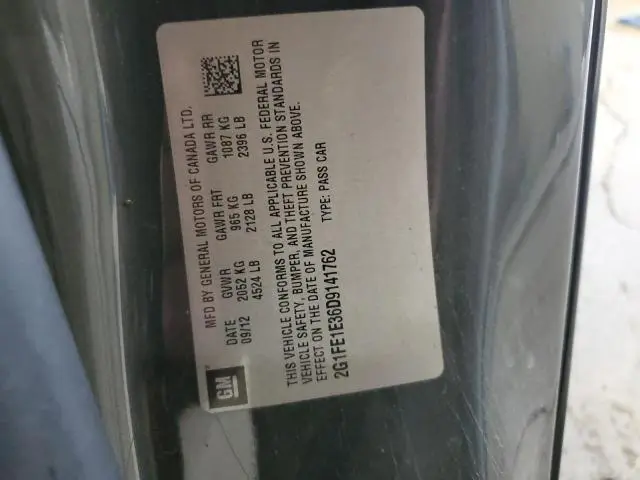 GM
MFD BY GENERAL MOTORS OF CANADA LTD.
DATE GVWR GAWR FRT GAWR RR
09/12 2052 KG 965 KG 1087 KG
4524 LB 2128 LB 2396 LB
THIS VEHICLE CONFORMS TO ALL APPLICABLE U.S. FEDERAL MOTOR
VEHICLE SAFETY, BUMPER, AND THEFT PREVENTION STANDARDS IN
EFFECT ON THE DATE OF MANUFACTURE SHOWN ABOVE.
2G1FE1E36D9141762 TYPE: PASS CAR